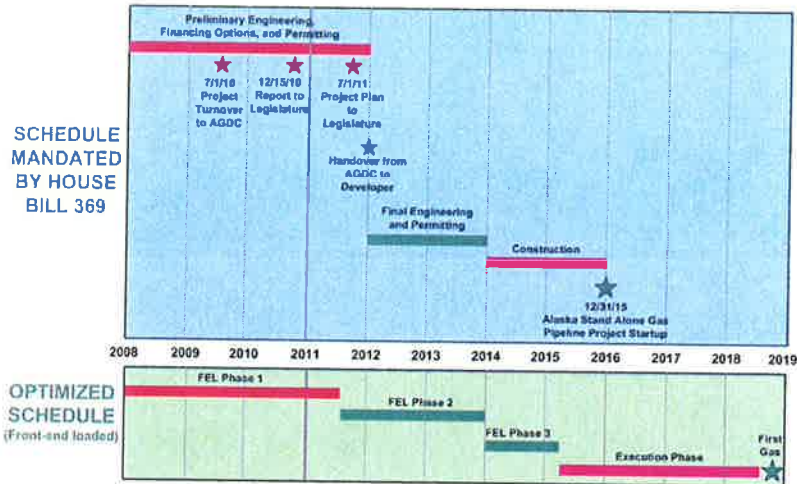 Preliminary Engineering,
Financing Options, and Permitting
7/1/10
Project
Turnover
to AGDC
12/15/10
Report to
Legislature
7/1/11
Project Plan
to
Legislature
Handover from
AGDC to
Developer
SCHEDULE
MANDATED
BY HOUSE
BILL 369
Final Engineering
and Permitting
Construction
12/31/15
Alaska Stand Alone Gas
Pipeline Project Startup
2008 2009 2010 2011 2012 2013 2014 2015 2016 2017 2018 2019
OPTIMIZED
SCHEDULE
(Front-end loaded)
FEL Phase 1
FEL Phase 2
FEL Phase 3
Execution Phase
First
Gas